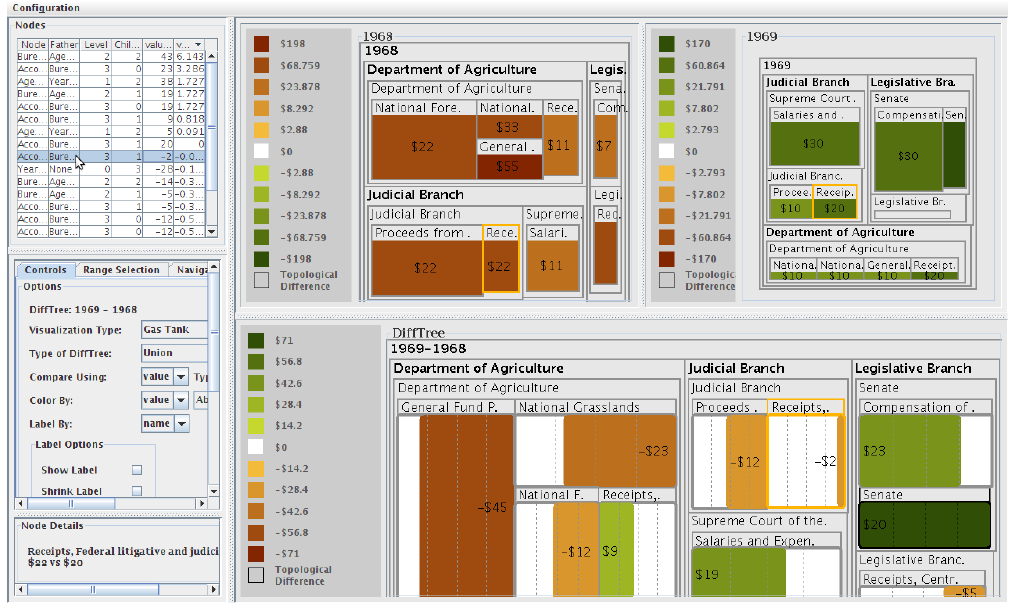 Configuration
Nodes
Node Father Level Chil... valu... v...
Bure... Age... 2 2 43 6.143
Acco... Bure... 3 0 23 3.286
Age... Year... 1 2 38 1.727
Bure... Age... 2 1 19 1.727
Acco... Bure... 3 0 19 1.727
Acco... Bure... 3 1 9 0.818
Age... Year... 1 2 5 0.091
Acco... Bure... 3 1 20 0
Acco... Bure... 3 1 -2 -0.0...
Year... None 0 3 -28 -0.1...
Bure... Age... 2 2 -14 -0.3...
Bure... Age... 2 1 -5 -0.3...
Acco... Bure... 3 1 -5 -0.3...
Acco... Bure... 3 0 -12 -0.5...
Acco... Bure... 3 0 -12 -0.5...
Controls Range Selection Naviga
Options
DiffTree: 1969 - 1968
Visualization Type: Gas Tank
Type of DiffTree: Union
Compare Using: value Typ
Color By: value Ab
Label By: name
Label Options
Show Label
Shrink Label
Node Details
Receipts, Federal litigative and judici
$22 vs $20
$198
$68.759
$23.878
$8.292
$2.88
$0
-$2.88
-$8.292
-$23.878
-$68.759
-$198
Topological
Difference
1968
1968
Department of Agriculture
Legis.
Department of Agriculture
Sena.
National Fore.
National.
Rece.
Com.
$22
$33
General .
$55
$11
$7
Judicial Branch
Legi.
Judicial Branch
Supreme.
Rec.
Proceeds from .
Rece.
Salari.
$22
$22
$11
$170
$60.864
$21.791
$7.802
$2.793
$0
-$2.793
-$7.802
-$21.791
-$60.864
-$170
Topologic
Difference
1969
1969
Judicial Branch
Legislative Bra.
Supreme Court.
Senate
Salaries and .
Compensati.
Sen.
$30
$30
Judicial Branc.
Procee.
Receip.
Legislative Br.
$10
$20
Department of Agriculture
Department of Agriculture
Nationa.
Nationa.
General.
Receipt.
$10
$10
$10
$20
$71
$56.8
$42.6
$28.4
$14.2
$0
-$14.2
-$28.4
-$42.6
-$56.8
-$71
Topological
Difference
DiffTree
1969-1968
Department of Agriculture
Judicial Branch
Legislative Branch
Department of Agriculture
Judicial Branch
Senate
General Fund P.
National Grasslands
Proceeds .
Receipts,.
Compensation of .
-$45
-$23
-$12
-$2
$23
National F.
Receipts,.
Senate
-$12
$9
$20
Supreme Court of the.
Salaries and Expen.
$19
Legislative Branc.
Receipts, Centr.
-$5